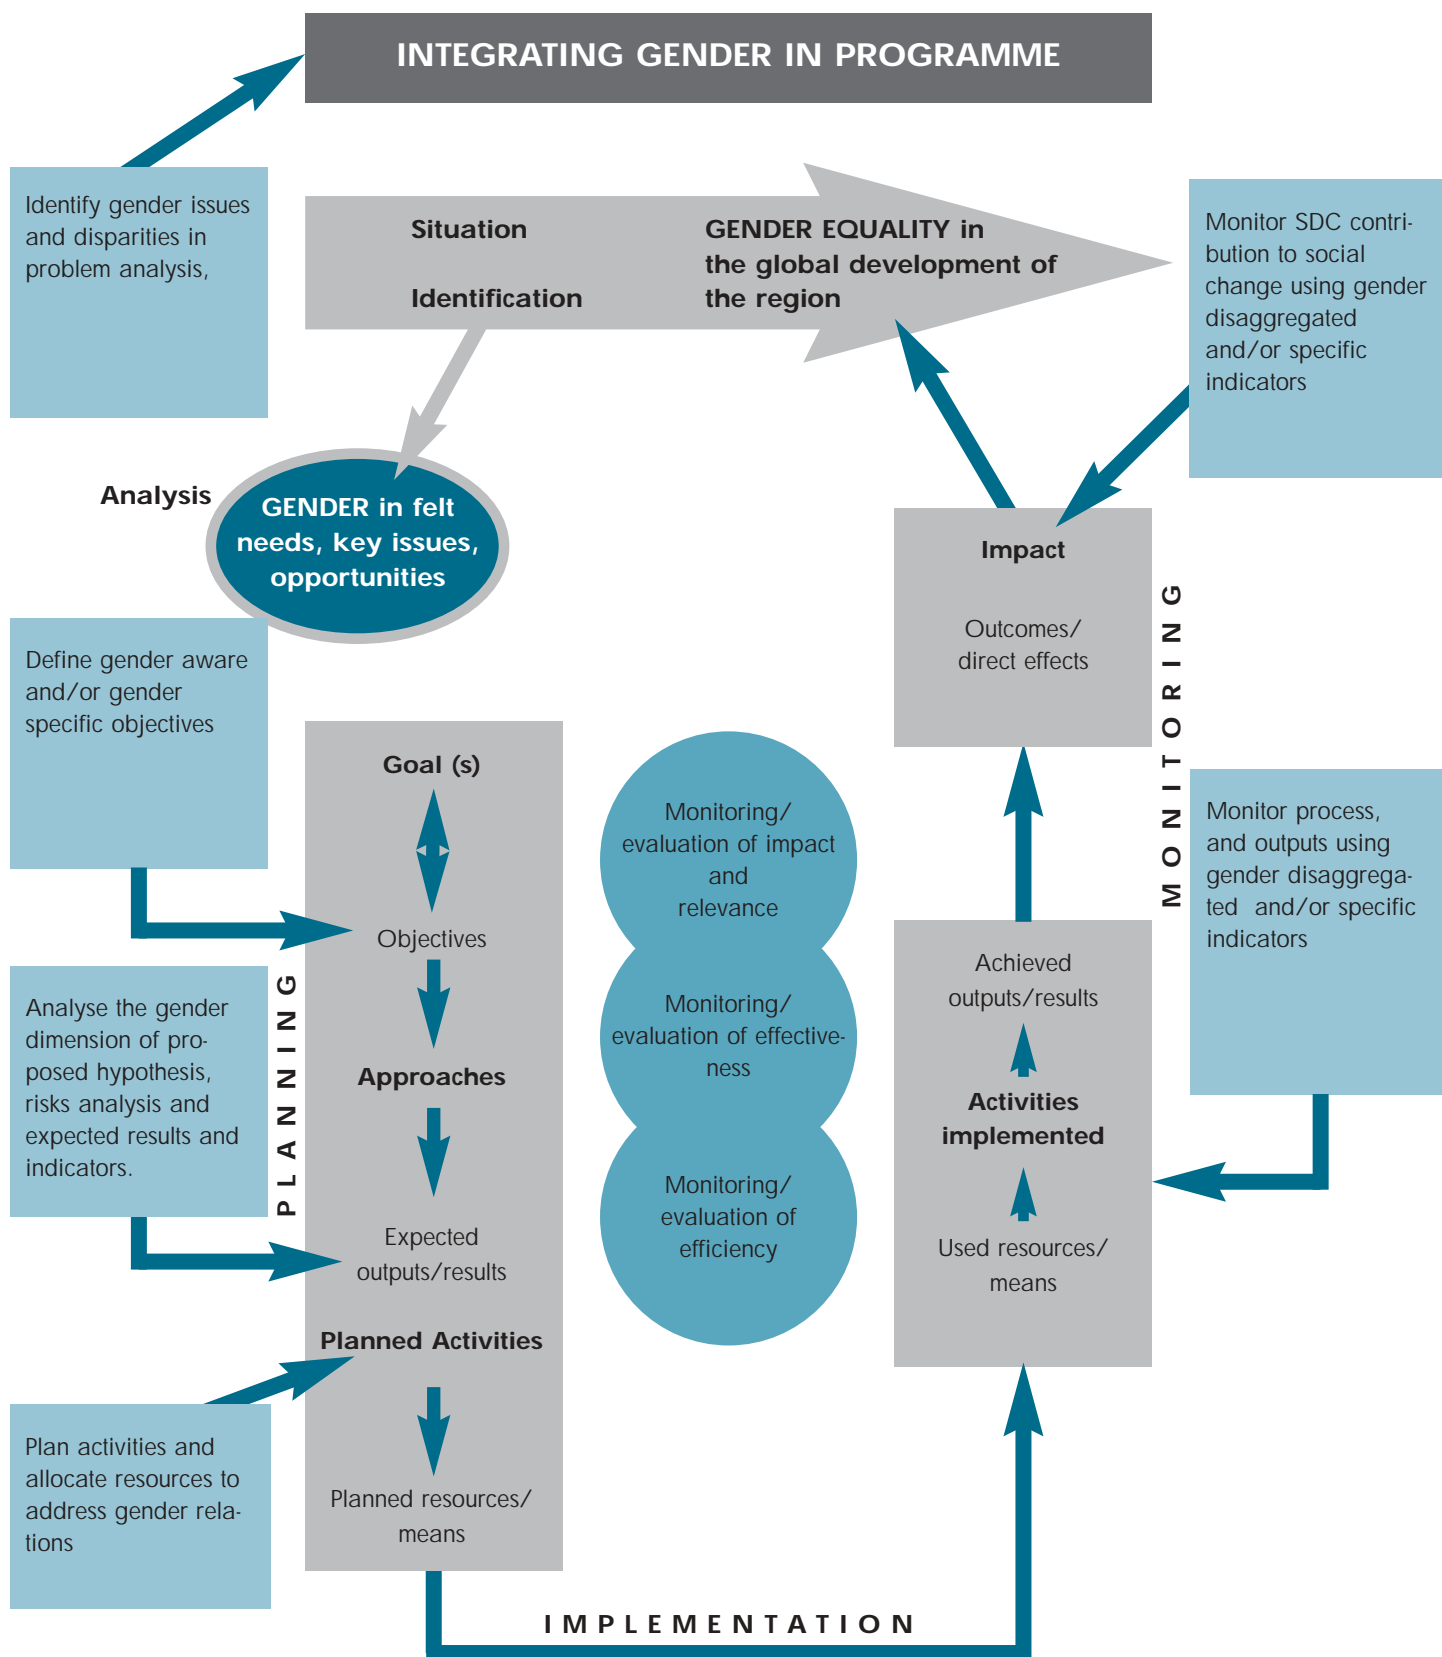 INTEGRATING GENDER IN PROGRAMME
Identify gender issues
and disparities in
problem analysis,
Situation
Identification
GENDER EQUALITY in
the global development of
the region
Monitor SDC contri-
bution to social
change using gender
disaggregated
and/or specific
indicators
Analysis
GENDER in felt
needs, key issues,
opportunities
Define gender aware
and/or gender
specific objectives
Analyse the gender
dimension of pro-
posed hypothesis,
risks analysis and
expected results and
indicators.
Plan activities and
allocate resources to
address gender rela-
tions
PLANNING
Goal (s)
Objectives
Approaches
Expected
outputs/results
Planned Activities
Planned resources/
means
Monitoring/
evaluation of impact
and
relevance
Monitoring/
evaluation of effective-
ness
Monitoring/
evaluation of
efficiency
IMPLEMENTATION
Impact
Outcomes/
direct effects
Achieved
outputs/results
Activities
implemented
Used resources/
means
MONITORING
Monitor process,
and outputs using
gender disaggrega-
ted  and/or specific
indicators